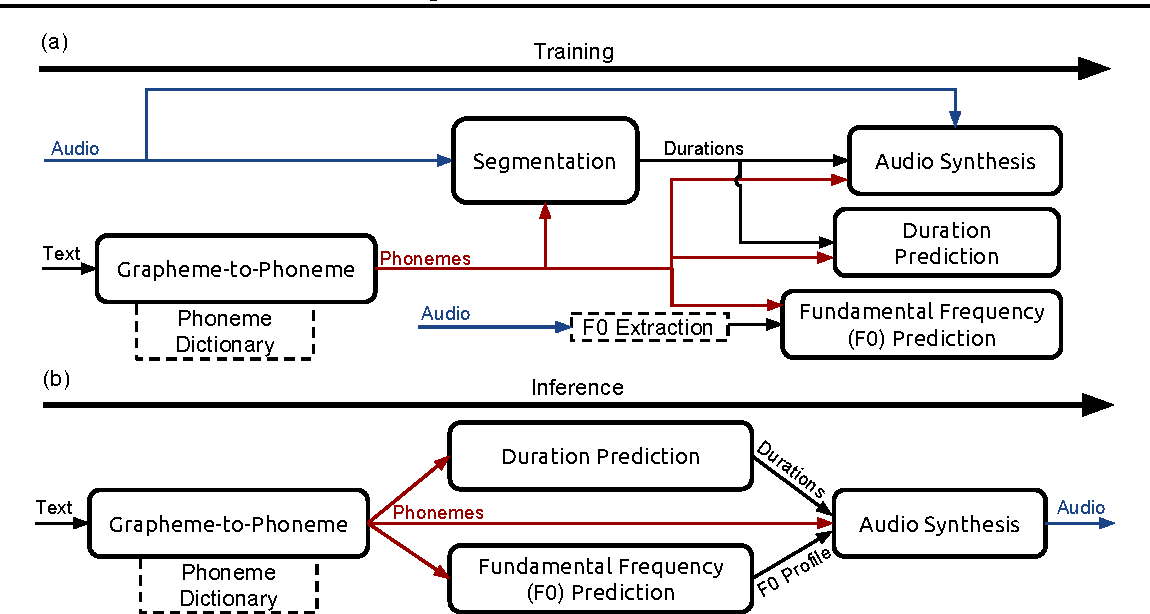 (a)
Training
Audio
Segmentation
Durations
Audio Synthesis
Text
Grapheme-to-Phoneme
Phonemes
Duration
Prediction
Phoneme
Dictionary
Audio
F0 Extraction
Fundamental Frequency
(F0) Prediction
(b)
Inference
Duration Prediction
Durations
Text
Grapheme-to-Phoneme
Phonemes
Audio Synthesis
Audio
Phoneme
Dictionary
Fundamental Frequency
(F0) Prediction
F0 Profile